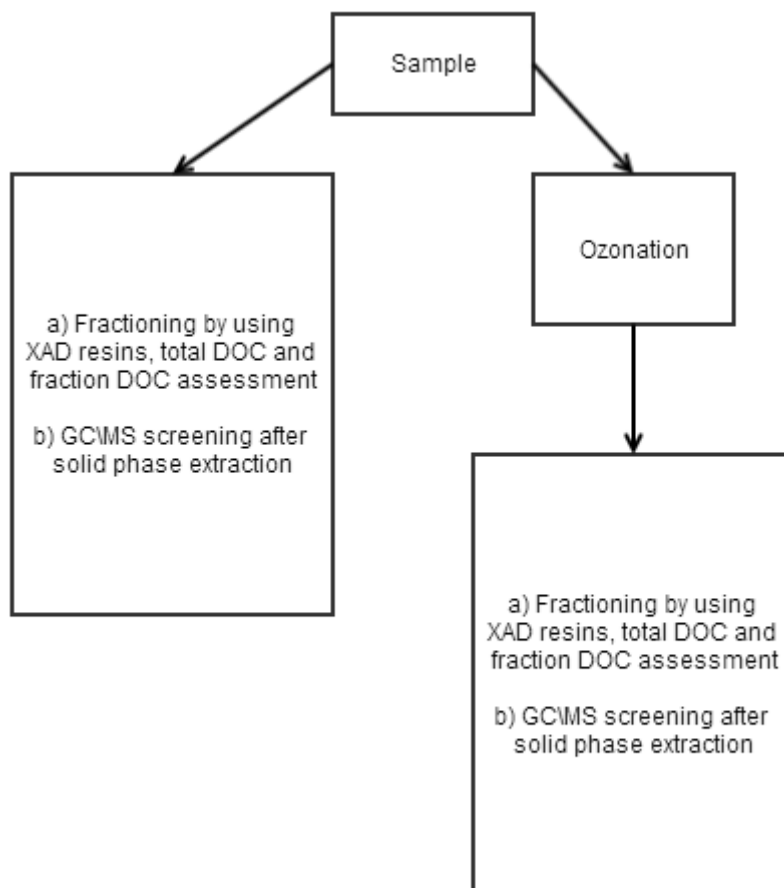 Sample
Ozonation
a) Fractioning by using
XAD resins, total DOC and
fraction DOC assessment
b) GC\MS screening after
solid phase extraction
a) Fractioning by using
XAD resins, total DOC and
fraction DOC assessment
b) GC\MS screening after
solid phase extraction